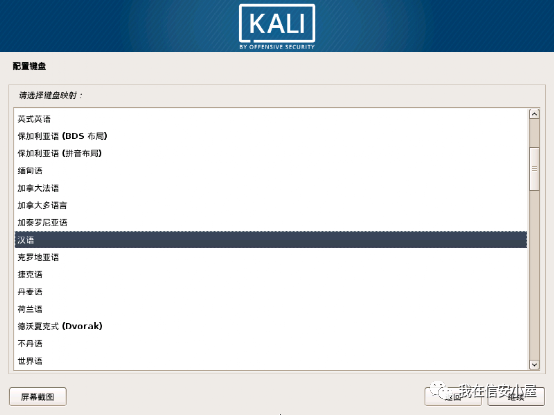 KALI
BY OFFENSIVE SECURITY
配置键盘
请选择键盘映射：
英式英语
保加利亚语 (BDS 布局)
保加利亚语 (拼音布局)
缅甸语
加拿大法语
加拿大多语言
加泰罗尼亚语
汉语
克罗地亚语
捷克语
丹麦语
荷兰语
德沃夏克式 (Dvorak)
不丹语
世界语
屏幕截图
返回
继续
我在信安小屋